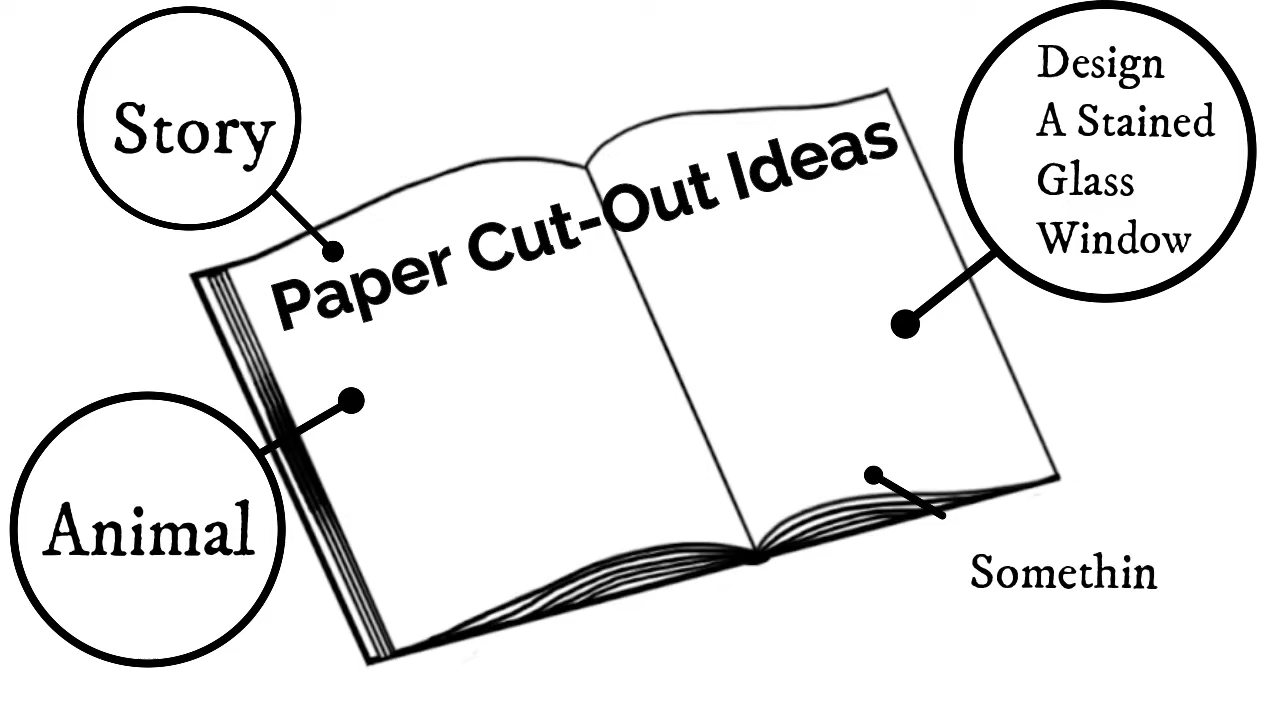 Story
Design
A Stained
Glass
Window
Paper Cut-Out Ideas
Animal
Somethin